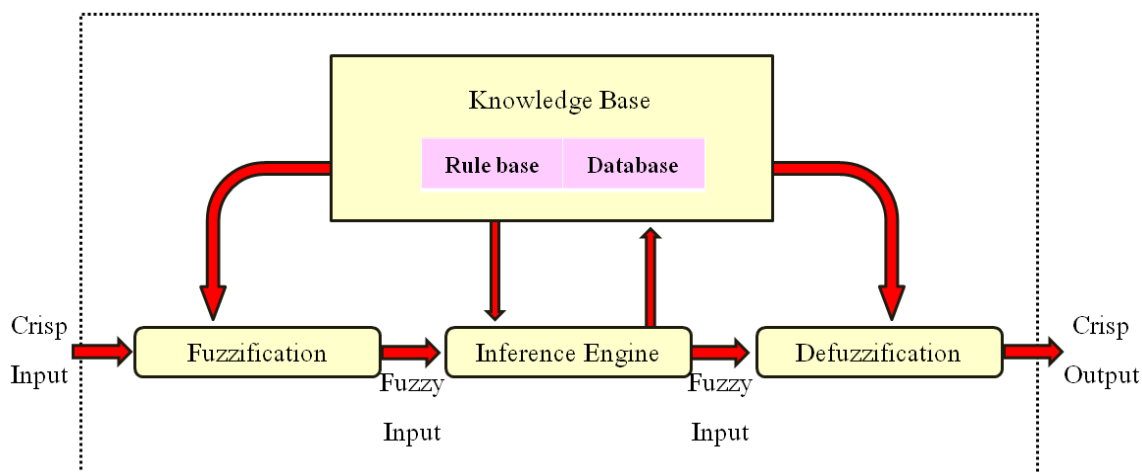 Knowledge Base
Rule base
Database
Crisp
Input
Fuzzification
Fuzzy
Input
Inference Engine
Fuzzy
Input
Defuzzification
Crisp
Output